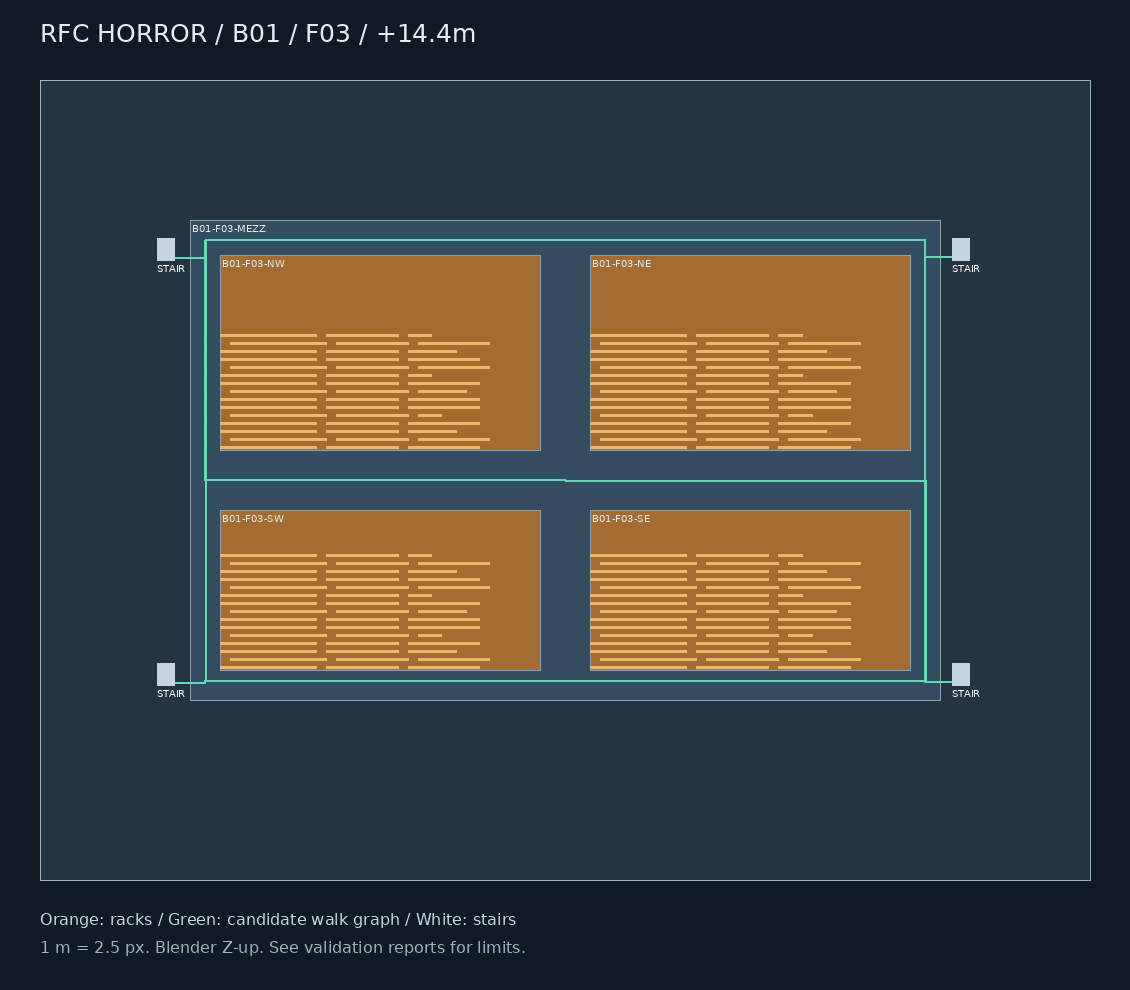 RFC HORROR / B01 / F03 / +14.4m
B01-F03-MEZZ
STAIR
STAIR
B01-F03-NW
B01-F03-NE
B01-F03-SW
B01-F03-SE
STAIR
STAIR
Orange: racks / Green: candidate walk graph / White: stairs
1 m = 2.5 px. Blender Z-up. See validation reports for limits.